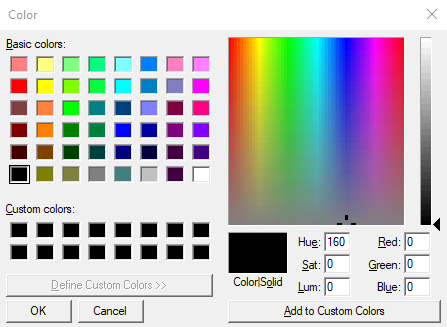 Color
Basic colors:
Custom colors:
Define Custom Colors >>
OK Cancel
Color|Solid
Hue: 160 Red: 0
Sat: 0 Green: 0
Lum: 0 Blue: 0
Add to Custom Colors